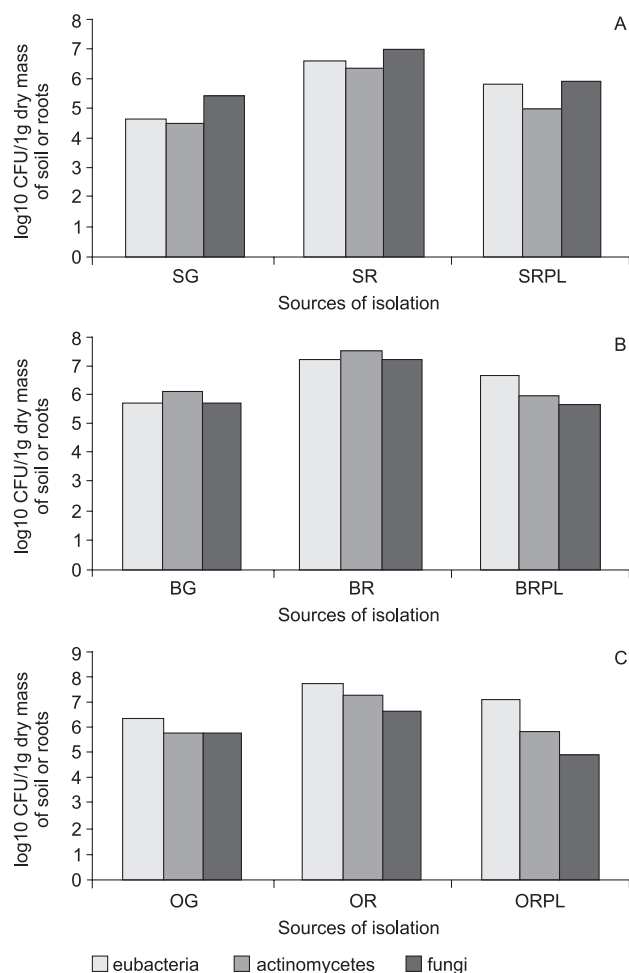 A
log10 CFU/1g dry mass
of soil or roots
8
7
6
5
4
3
2
1
0
SG SR SRPL
Sources of isolation
B
log10 CFU/1g dry mass
of soil or roots
8
7
6
5
4
3
2
1
0
BG BR BRPL
Sources of isolation
C
log10 CFU/1g dry mass
of soil or roots
9
8
7
6
5
4
3
2
1
0
OG OR ORPL
Sources of isolation
eubacteria actinomycetes fungi